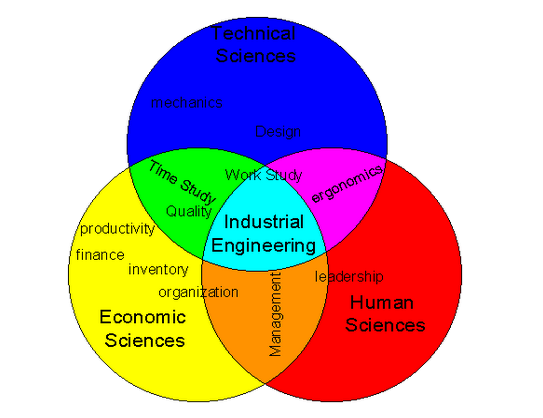 Technical
Sciences
mechanics
Design
Time Study
Work Study
ergonomics
Quality
productivity
Industrial
Engineering
finance
inventory
leadership
organization
Management
Economic
Sciences
Human
Sciences